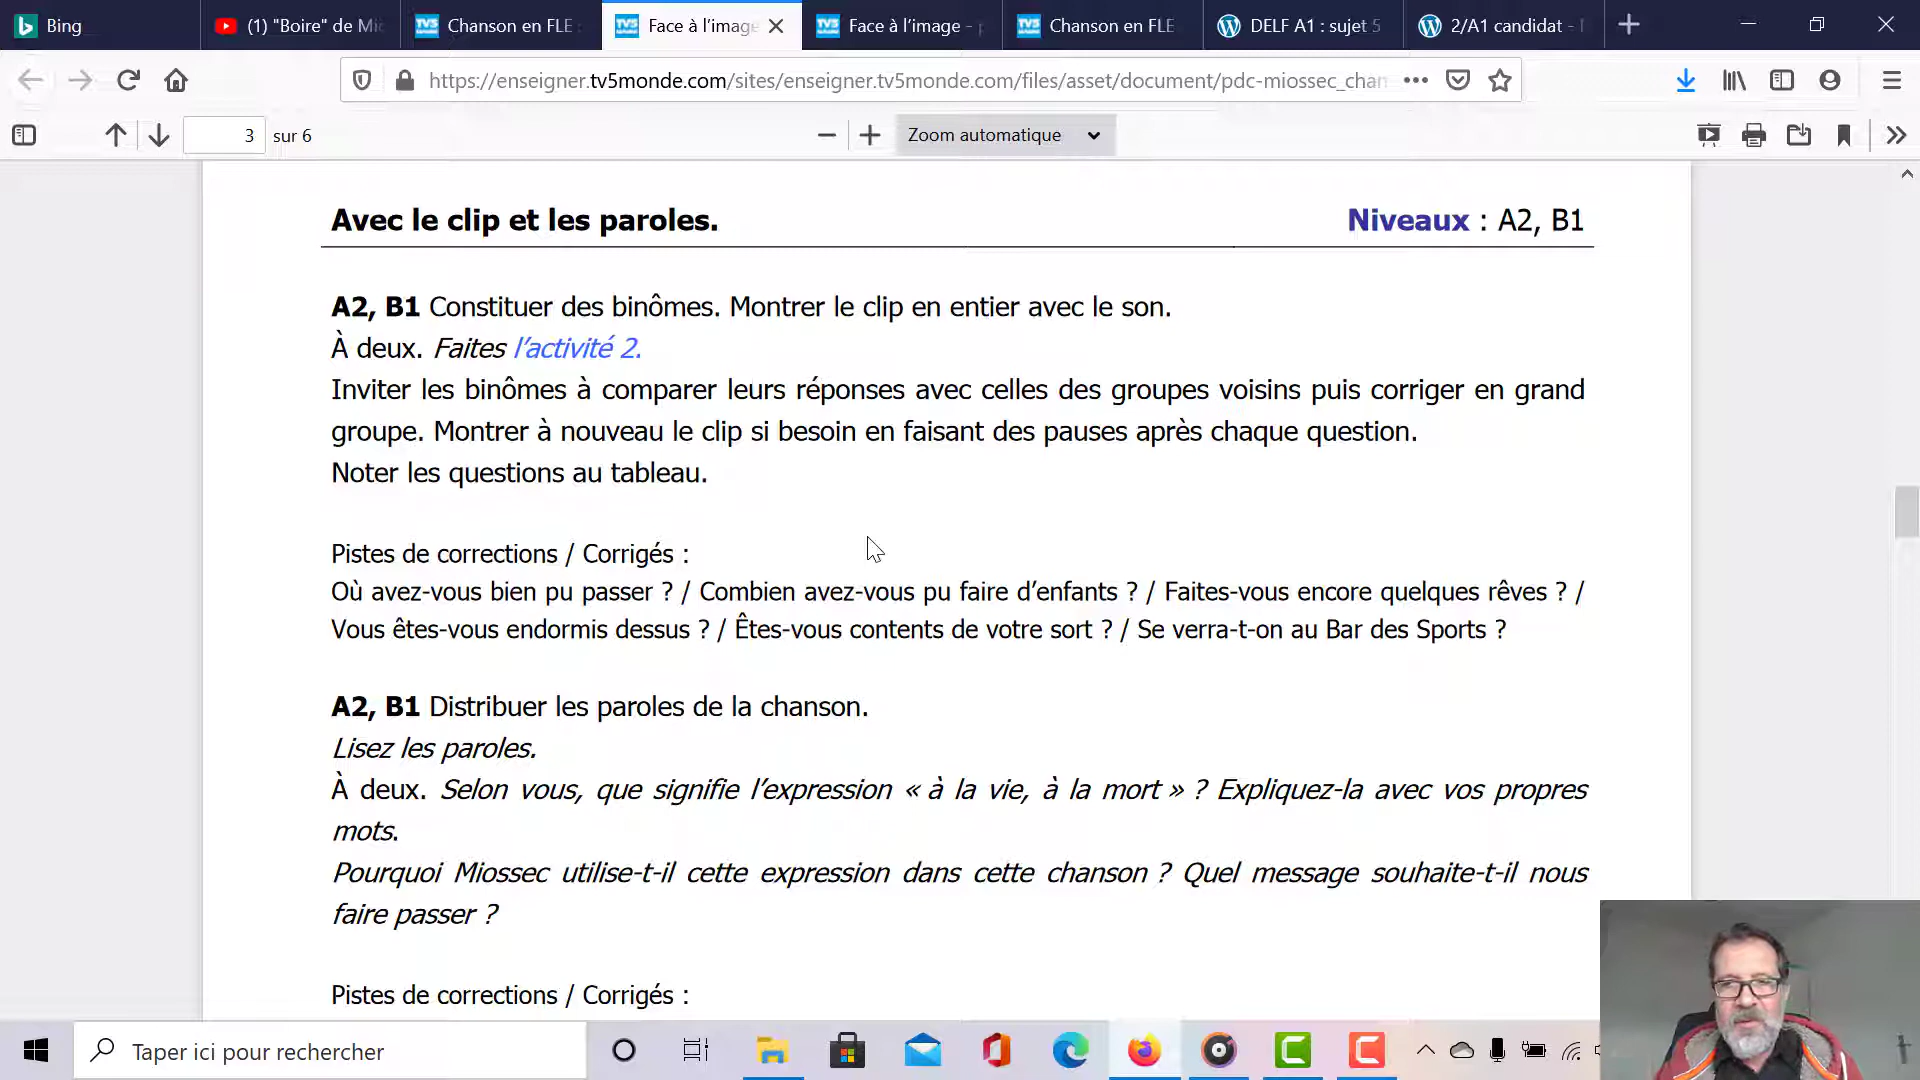 Bing
(1) "Boire" de Mi
Chanson en FLE :
Face à l'image
Face à l'image - p
Chanson en FLE
DELF A1 : sujet 5
2/A1 candidat -
https://enseigner.tv5monde.com/sites/enseigner.tv5monde.com/files/asset/document/pdc-miossec_chan
3 sur 6
Zoom automatique
Avec le clip et les paroles.
Niveaux : A2, B1
A2, B1 Constituer des binômes. Montrer le clip en entier avec le son.
À deux. Faites l'activité 2.
Inviter les binômes à comparer leurs réponses avec celles des groupes voisins puis corriger en grand
groupe. Montrer à nouveau le clip si besoin en faisant des pauses après chaque question.
Noter les questions au tableau.
Pistes de corrections / Corrigés :
Où avez-vous bien pu passer ? / Combien avez-vous pu faire d'enfants ? / Faites-vous encore quelques rêves ? /
Vous êtes-vous endormis dessus ? / Êtes-vous contents de votre sort ? / Se verra-t-on au Bar des Sports ?
A2, B1 Distribuer les paroles de la chanson.
Lisez les paroles.
À deux. Selon vous, que signifie l'expression « à la vie, à la mort » ? Expliquez-la avec vos propres
mots.
Pourquoi Miossec utilise-t-il cette expression dans cette chanson ? Quel message souhaite-t-il nous
faire passer ?
Pistes de corrections / Corrigés :
Taper ici pour rechercher